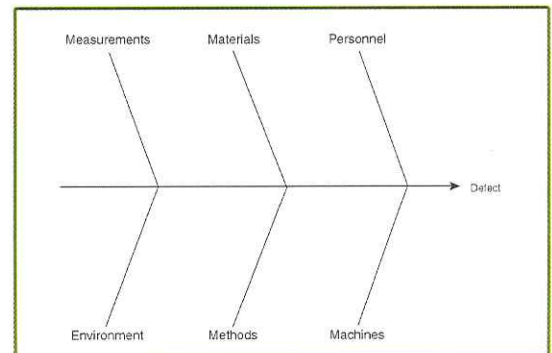 Measurements
Materials
Personnel
Defect
Environment
Methods
Machines